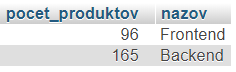 pocet_produktov nazov
96 Frontend
165 Backend